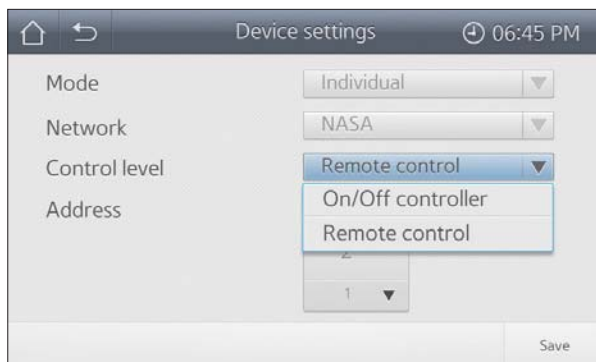 Device settings 06:45 PM
Mode Individual
Network NASA
Control level Remote control
On/Off controller
Address
Remote control
1
Save